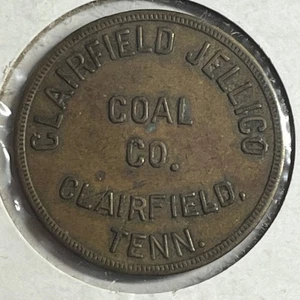 CLAIRFIELD JELLICO
COAL
CO.
CLAIRFIELD,
TENN.